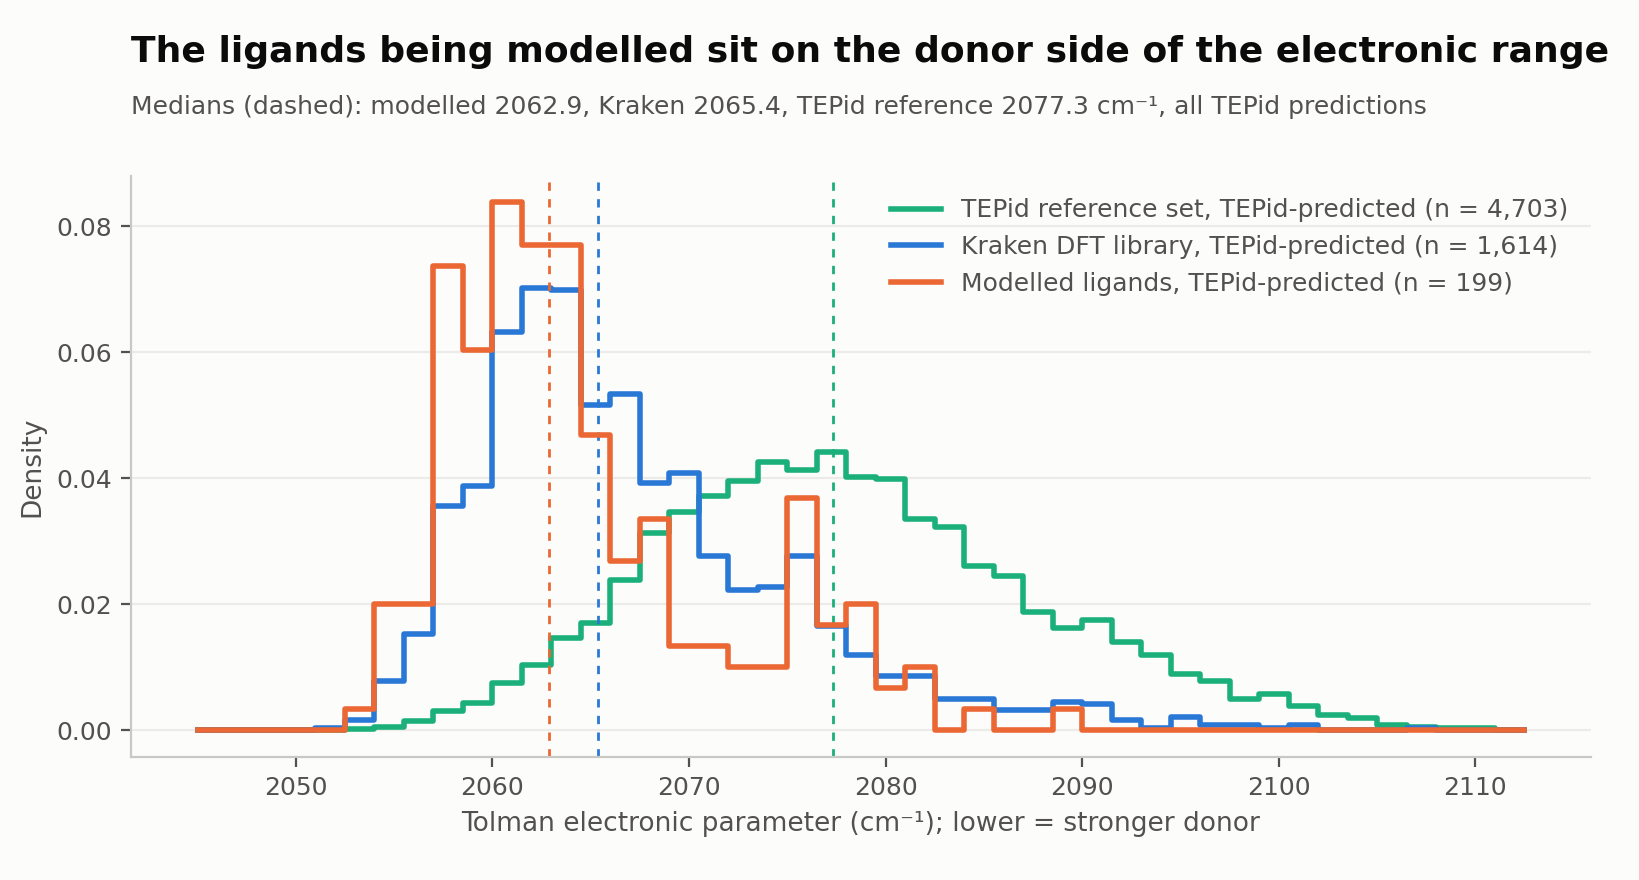 The ligands being modelled sit on the donor side of the electronic range
Medians (dashed): modelled 2062.9, Kraken 2065.4, TEPid reference 2077.3 cm⁻¹, all TEPid predictions
TEPid reference set, TEPid-predicted (n = 4,703)
Kraken DFT library, TEPid-predicted (n = 1,614)
Modelled ligands, TEPid-predicted (n = 199)
Density
0.08
0.06
0.04
0.02
0.00
2050 2060 2070 2080 2090 2100 2110
Tolman electronic parameter (cm⁻¹); lower = stronger donor